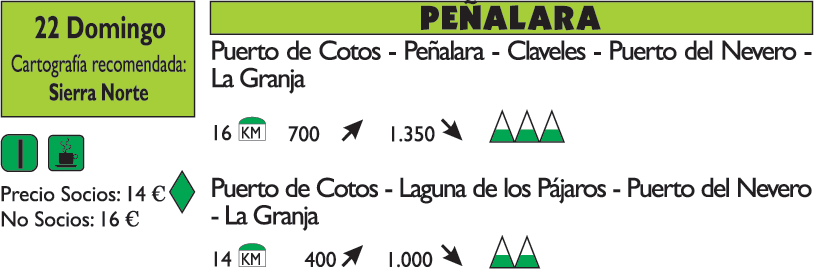 22 Domingo
Cartografía recomendada:
Sierra Norte
I
Precio Socios: 14 €
No Socios: 16 €
PEÑALARA
Puerto de Cotos - Peñalara - Claveles - Puerto del Nevero -
La Granja
16 KM 700 1.350
Puerto de Cotos - Laguna de los Pájaros - Puerto del Nevero
- La Granja
14 KM 400 1.000